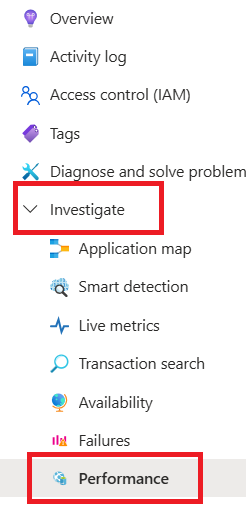 Overview
Activity log
Access control (IAM)
Tags
Diagnose and solve problem
Investigate
Application map
Smart detection
Live metrics
Transaction search
Availability
Failures
Performance